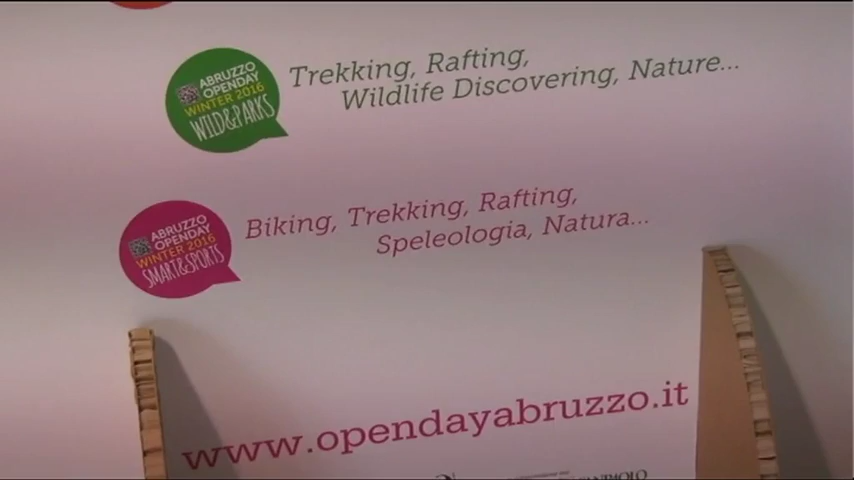 ABRUZZO
OPENDAY
WINTER 2016
WILD&PARKS
Trekking, Rafting,
Wildlife Discovering, Nature...
ABRUZZO
OPENDAY
WINTER 2016
SMART&SPORTS
Biking, Trekking, Rafting,
Speleologia, Natura...
www.opendayabruzzo.it